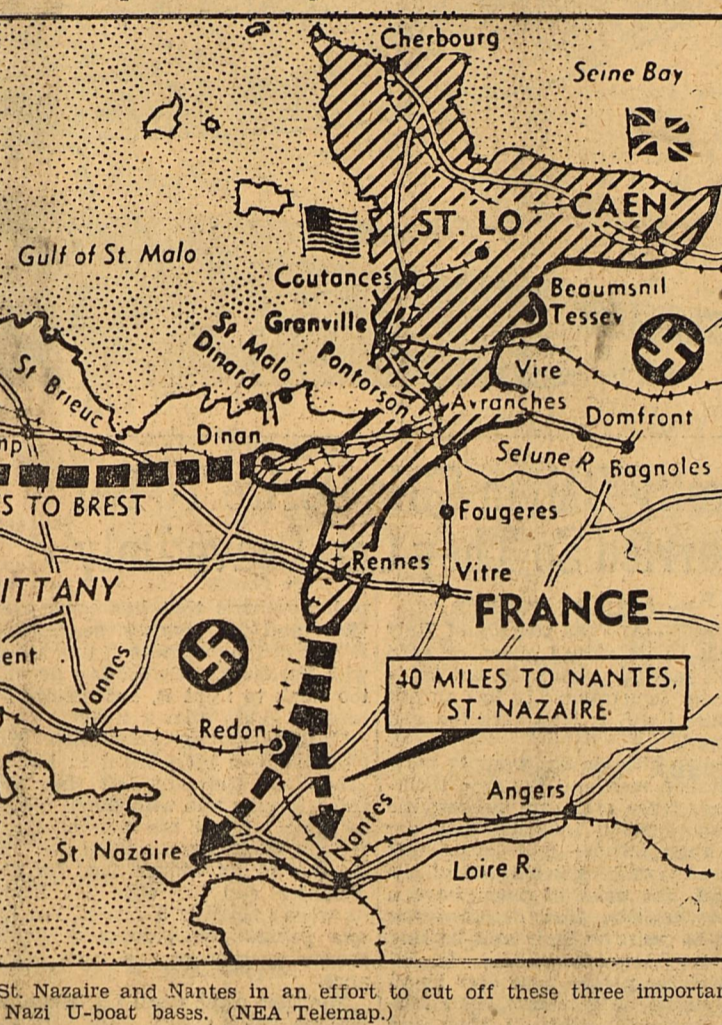 Cherbourg
Seine Bay
ST. LO
CAEN
Gulf of St. Malo
Coutances
Beaumsnil
Granville
Tessev
St Malo
Dinard
Pontorson
Vire
St Brieuc
Avranches
Domfront
mp
Dinan
Selune R
Bagnoles
S TO BREST
Fougeres
Rennes
Vitre
ITTANY
FRANCE
ent
Vannes
40 MILES TO NANTES,
ST. NAZAIRE.
Redon
Angers
Nantes
St. Nazaire
Loire R.
St. Nazaire and Nantes in an effort to cut off these three importan
Nazi U-boat bases. (NEA Telemap.)